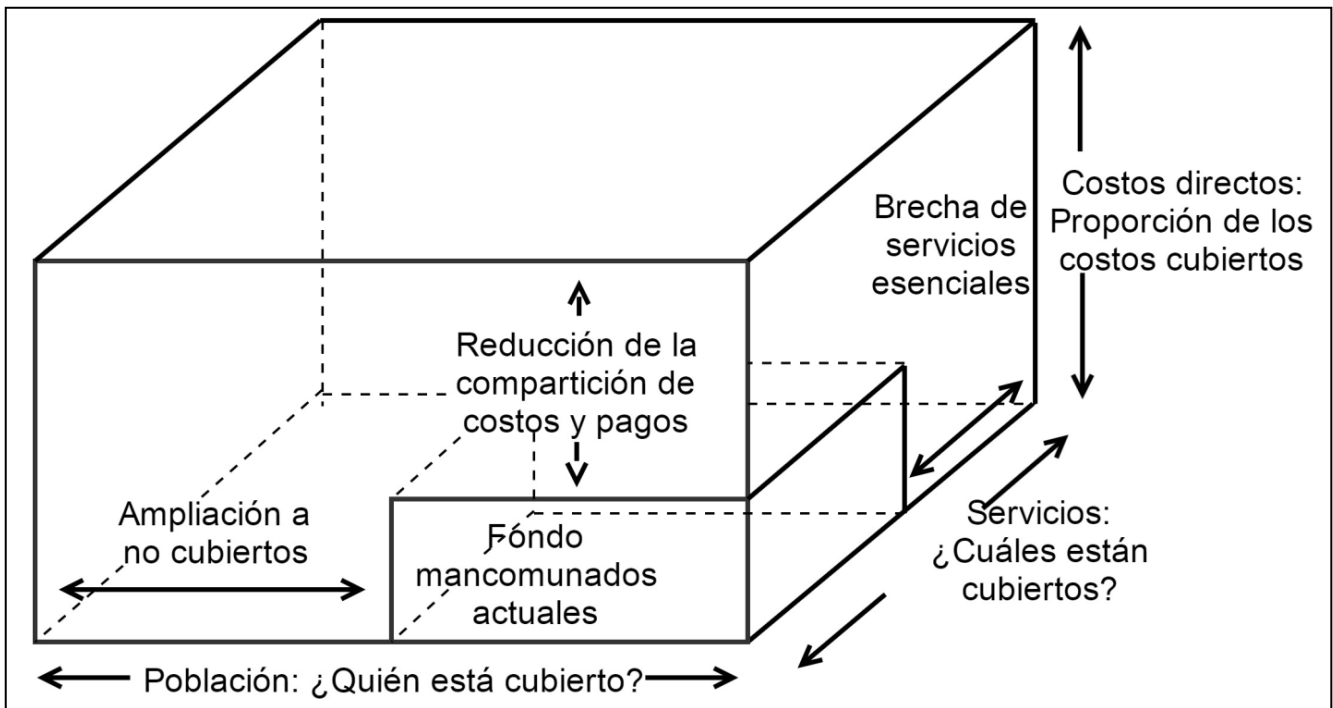 Costos directos:
Proporción de los
costos cubiertos
Brecha de
servicios
esenciales
Reducción de la
compartición de
costos y pagos
Ampliación a
no cubiertos
Fondo
mancomunados
actuales
Servicios:
¿Cuáles están
cubiertos?
Población: ¿Quién está cubierto?